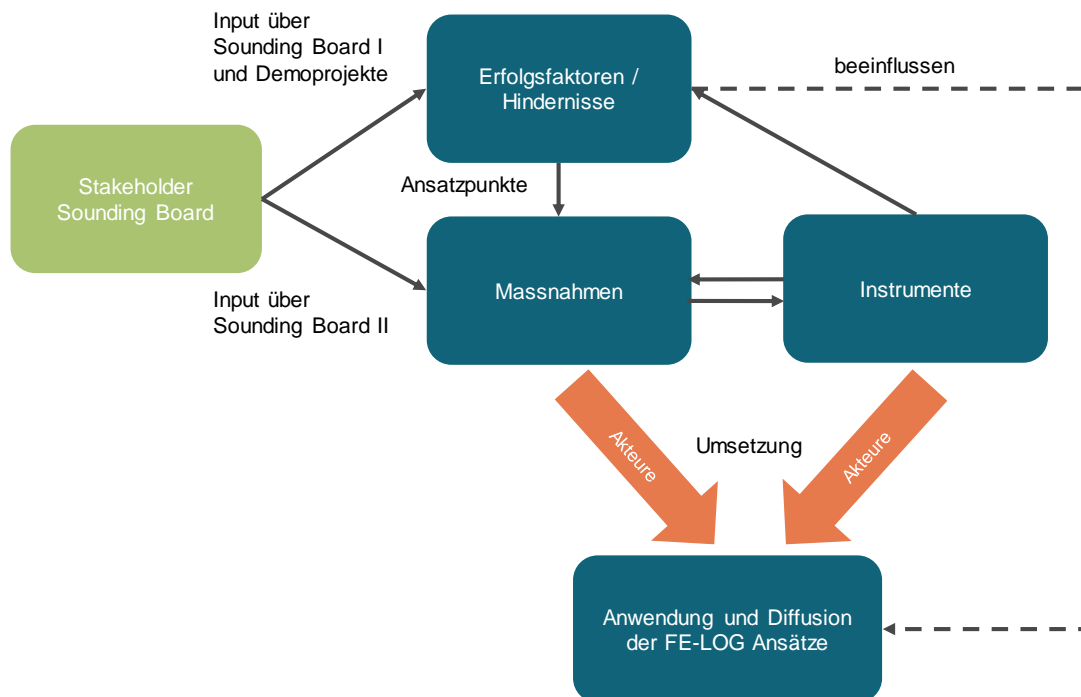 Input über
Sounding Board I
und Demoprojekte
Erfolgsfaktoren /
Hindernisse
beeinflussen
Stakeholder
Sounding Board
Ansatzpunkte
Input über
Sounding Board II
Massnahmen
Instrumente
Akteure
Umsetzung
Akteure
Anwendung und Diffusion
der FE-LOG Ansätze